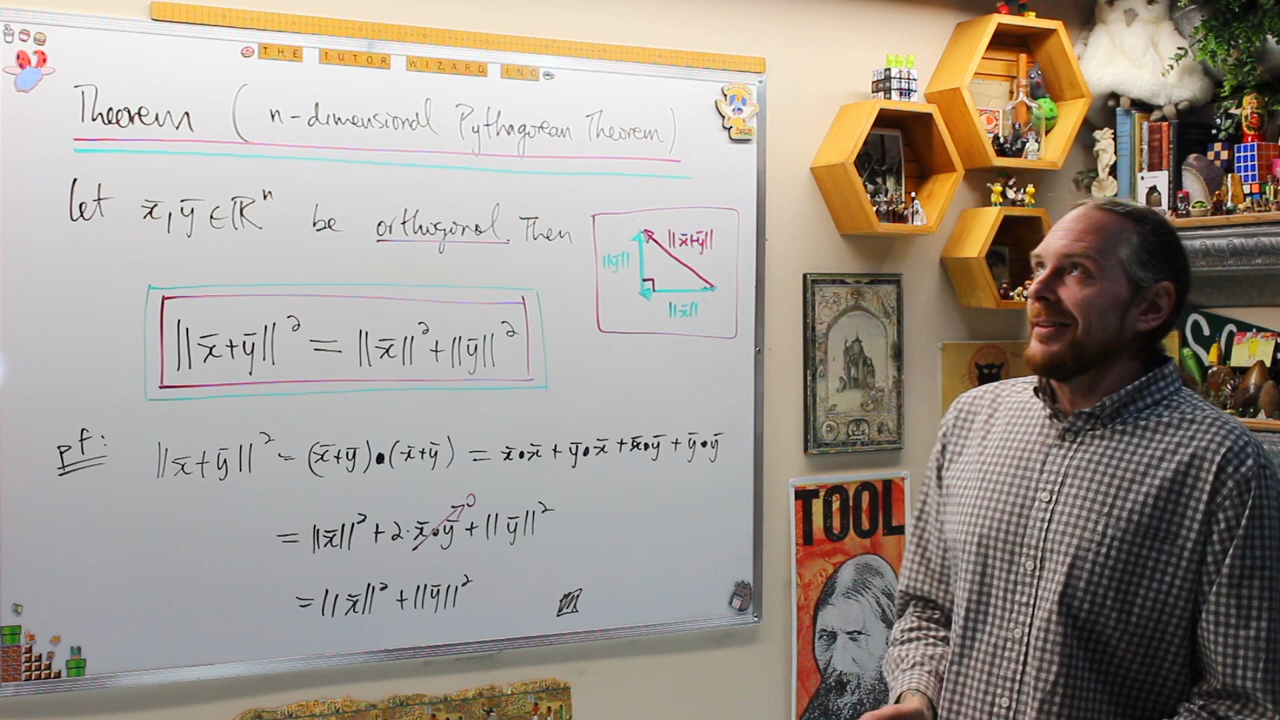 THE TUTOR WIZARD INC
Theorem ( n-dimensional Pythagorean Theorem)
Let x̄, ȳ ∈ ℝⁿ be orthogonal. Then
||x̄+ȳ||
||ȳ||
||x̄||
||x̄+ȳ||² = ||x̄||² + ||ȳ||²
pf: ||x̄+ȳ||² = (x̄+ȳ)•(x̄+ȳ) = x̄•x̄ + ȳ•x̄ + x̄•ȳ + ȳ•ȳ
= ||x̄||² + 2·x̄•ȳ + ||ȳ||²
0
= ||x̄||² + ||ȳ||²
TOOL